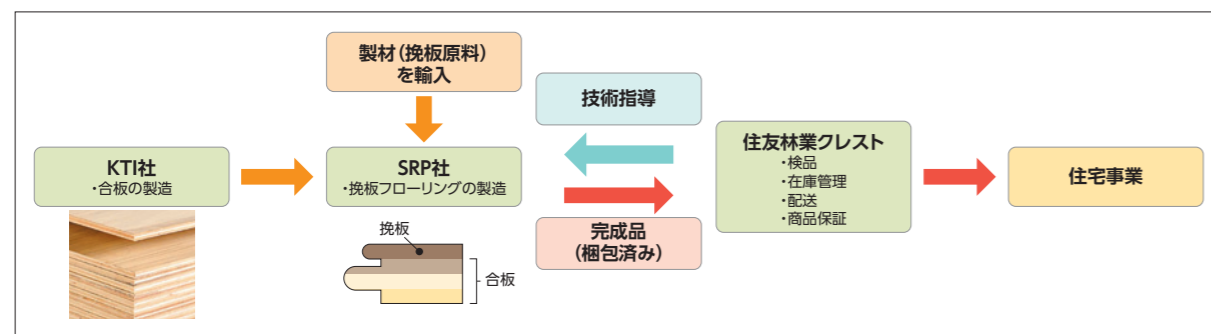 製材（挽板原料）
を輸入
技術指導
KTI社
・合板の製造
SRP社
・挽板フローリングの製造
住友林業クレスト
・検品
・在庫管理
・配送
・商品保証
住宅事業
完成品
（梱包済み）
挽板
合板